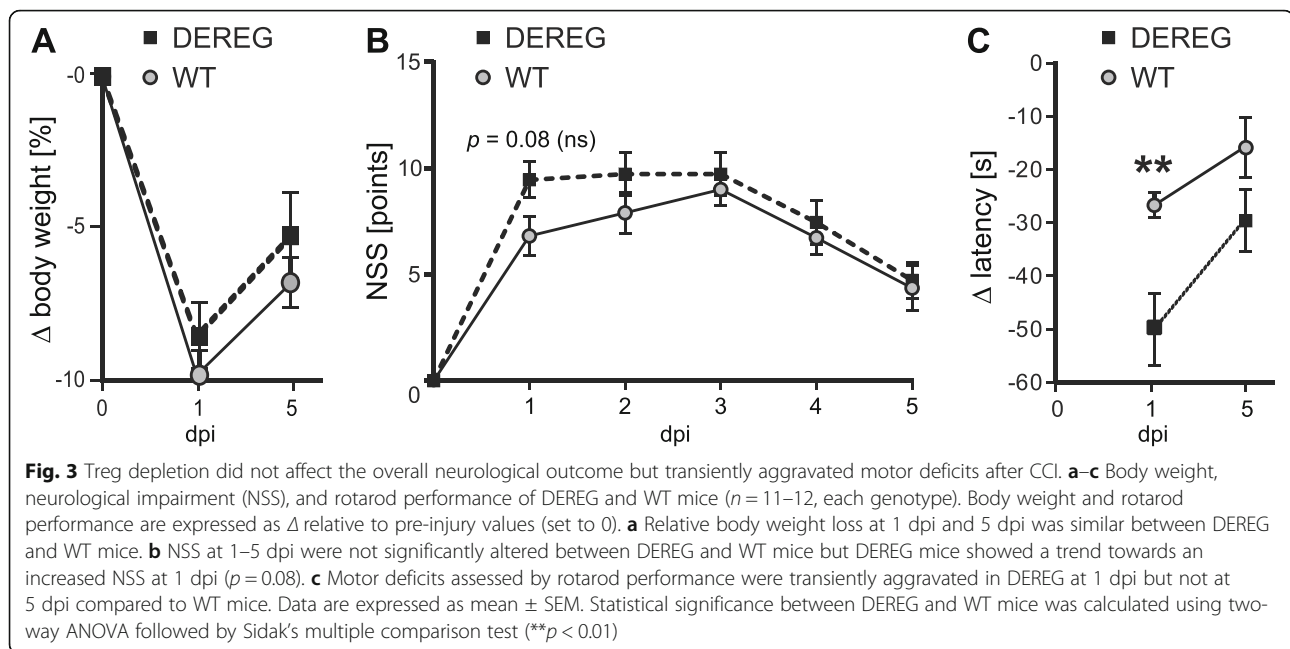 A
DEREG
WT
Δ body weight [%]
-0
-5
-10
0
1
5
dpi
B
DEREG
WT
NSS [points]
15
10
5
0
p = 0.08 (ns)
1
2
3
4
5
dpi
C
DEREG
WT
Δ latency [s]
0
-10
-20
-30
-40
-50
-60
**
0
1
5
dpi
Fig. 3 Treg depletion did not affect the overall neurological outcome but transiently aggravated motor deficits after CCI. a–c Body weight,
neurological impairment (NSS), and rotarod performance of DEREG and WT mice (n = 11–12, each genotype). Body weight and rotarod
performance are expressed as Δ relative to pre-injury values (set to 0). a Relative body weight loss at 1 dpi and 5 dpi was similar between DEREG
and WT mice. b NSS at 1–5 dpi were not significantly altered between DEREG and WT mice but DEREG mice showed a trend towards an
increased NSS at 1 dpi (p = 0.08). c Motor deficits assessed by rotarod performance were transiently aggravated in DEREG at 1 dpi but not at
5 dpi compared to WT mice. Data are expressed as mean ± SEM. Statistical significance between DEREG and WT mice was calculated using two-
way ANOVA followed by Sidak's multiple comparison test (**p < 0.01)